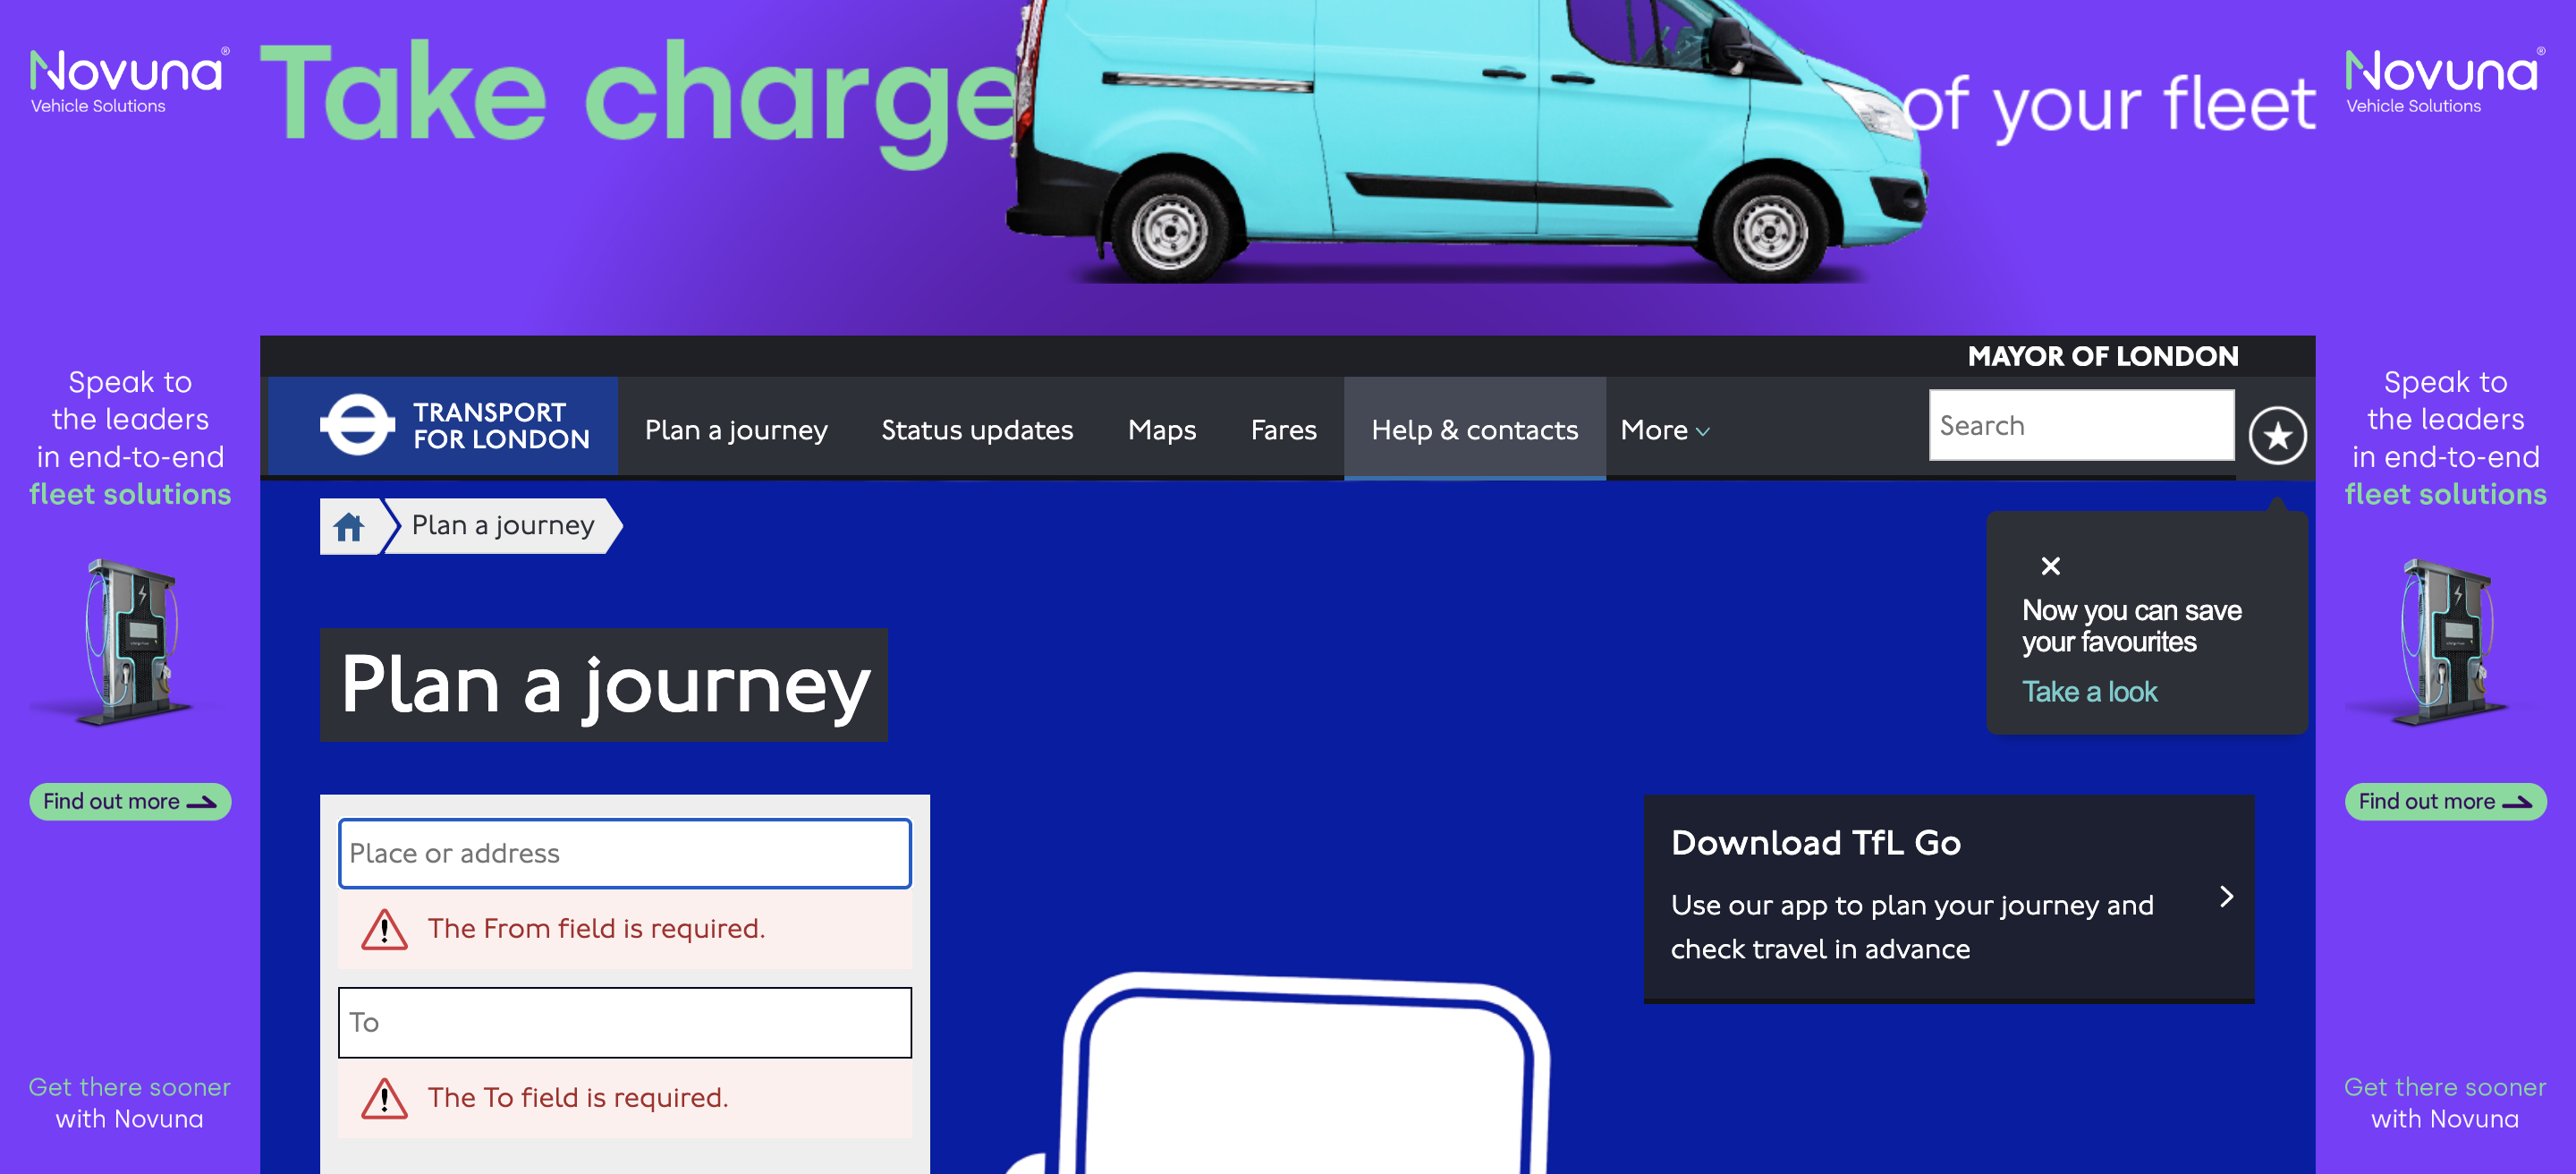 Novuna®
Vehicle Solutions
Take charge
of your fleet
Novuna®
Vehicle Solutions
Speak to
the leaders
in end-to-end
fleet solutions
Find out more
Get there sooner
with Novuna
MAYOR OF LONDON
TRANSPORT
FOR LONDON
Plan a journey
Status updates
Maps
Fares
Help & contacts
More
Search
Plan a journey
Now you can save
your favourites
Take a look
Plan a journey
Place or address
The From field is required.
To
The To field is required.
Download TfL Go
Use our app to plan your journey and
check travel in advance
Speak to
the leaders
in end-to-end
fleet solutions
Find out more
Get there sooner
with Novuna